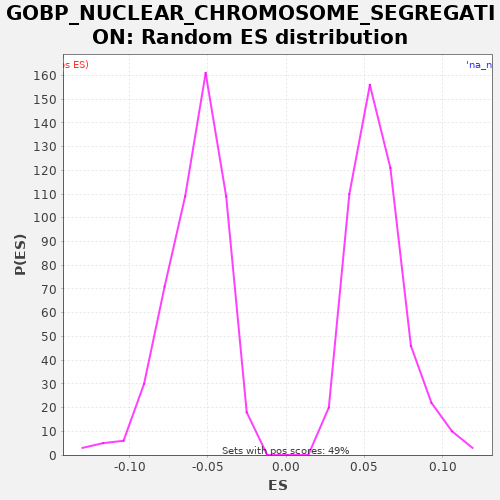 GOBP_NUCLEAR_CHROMOSOME_SEGREGATI
ON: Random ES distribution
os ES)
'na_n
160
150
140
130
120
110
100
90
80
70
60
50
40
30
20
10
0
P(ES)
Sets with pos scores: 49%
-0.10 -0.05 0.00 0.05 0.10
ES